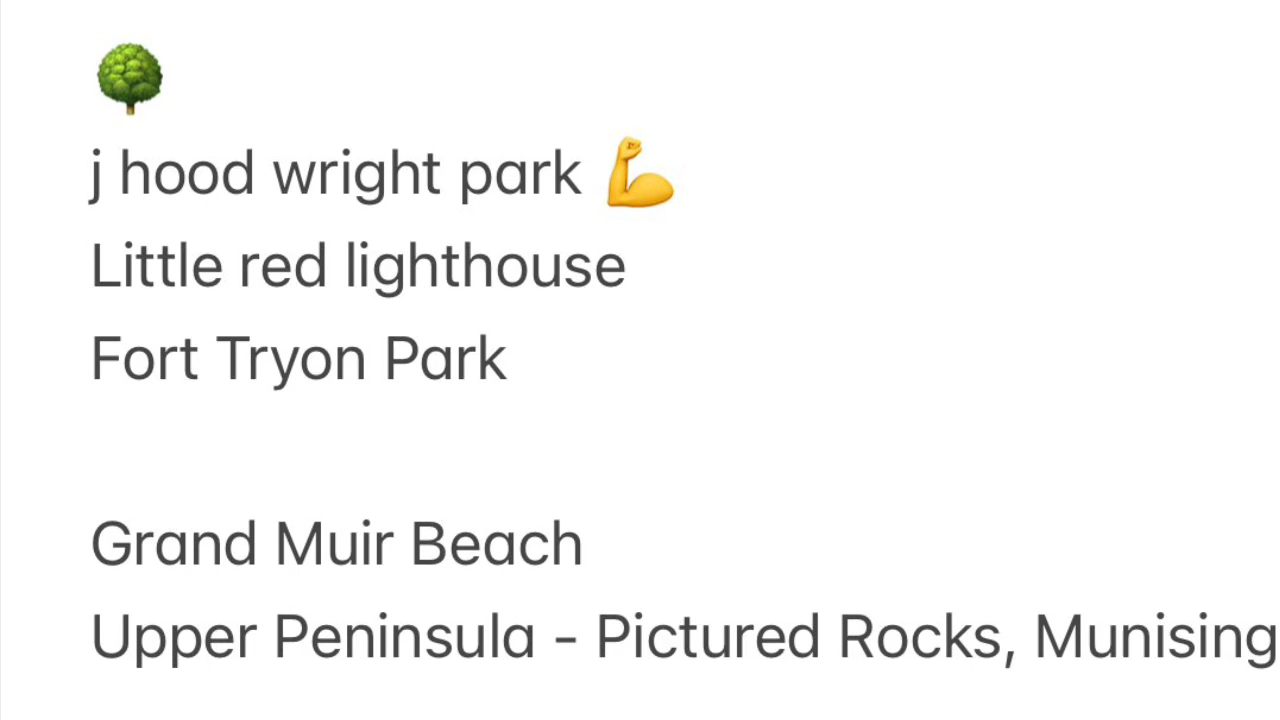 🌳
j hood wright park 💪
Little red lighthouse
Fort Tryon Park
Grand Muir Beach
Upper Peninsula - Pictured Rocks, Munising